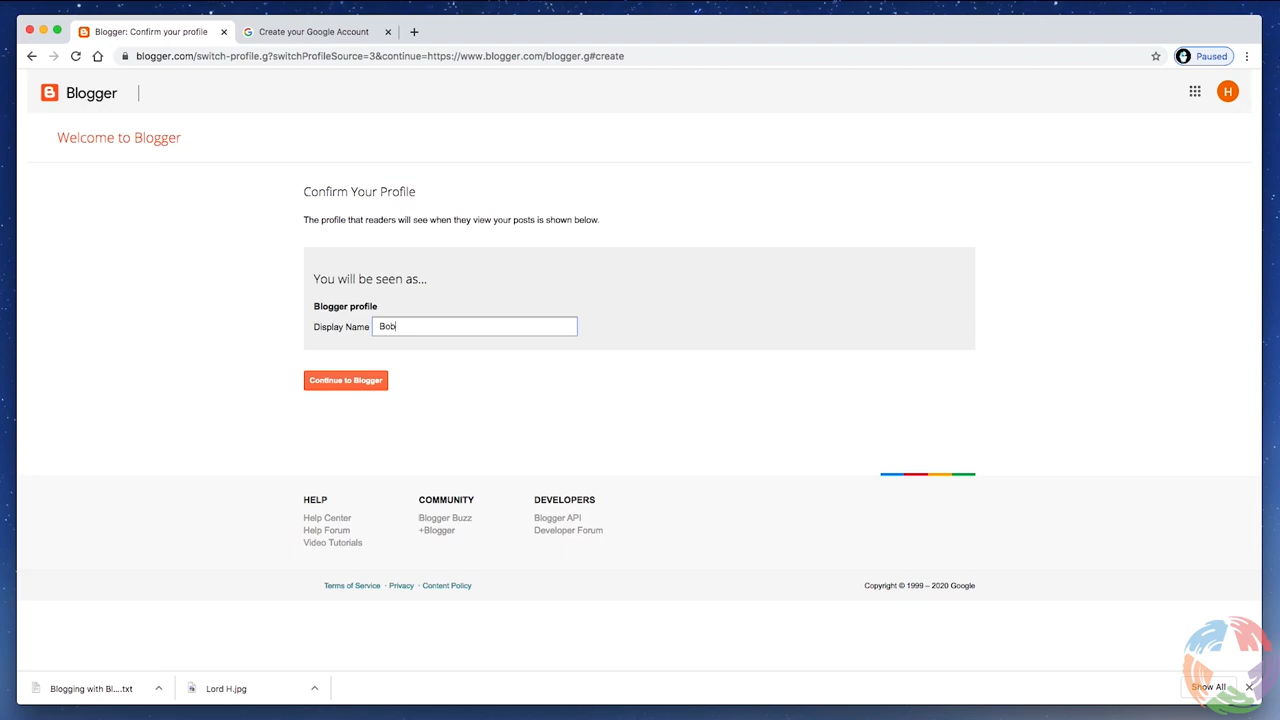 Blogger: Confirm your profile
Create your Google Account
blogger.com/switch-profile.g?switchProfileSource=3&continue=https://www.blogger.com/blogger.g#create
Paused
Blogger
H
Welcome to Blogger
Confirm Your Profile
The profile that readers will see when they view your posts is shown below.
You will be seen as...
Blogger profile
Display Name Bob
Continue to Blogger
HELP COMMUNITY DEVELOPERS
Help Center Blogger Buzz Blogger API
Help Forum +Blogger Developer Forum
Video Tutorials
Terms of Service · Privacy · Content Policy Copyright © 1999 – 2020 Google
Blogging with Bl....txt Lord H.jpg Show All